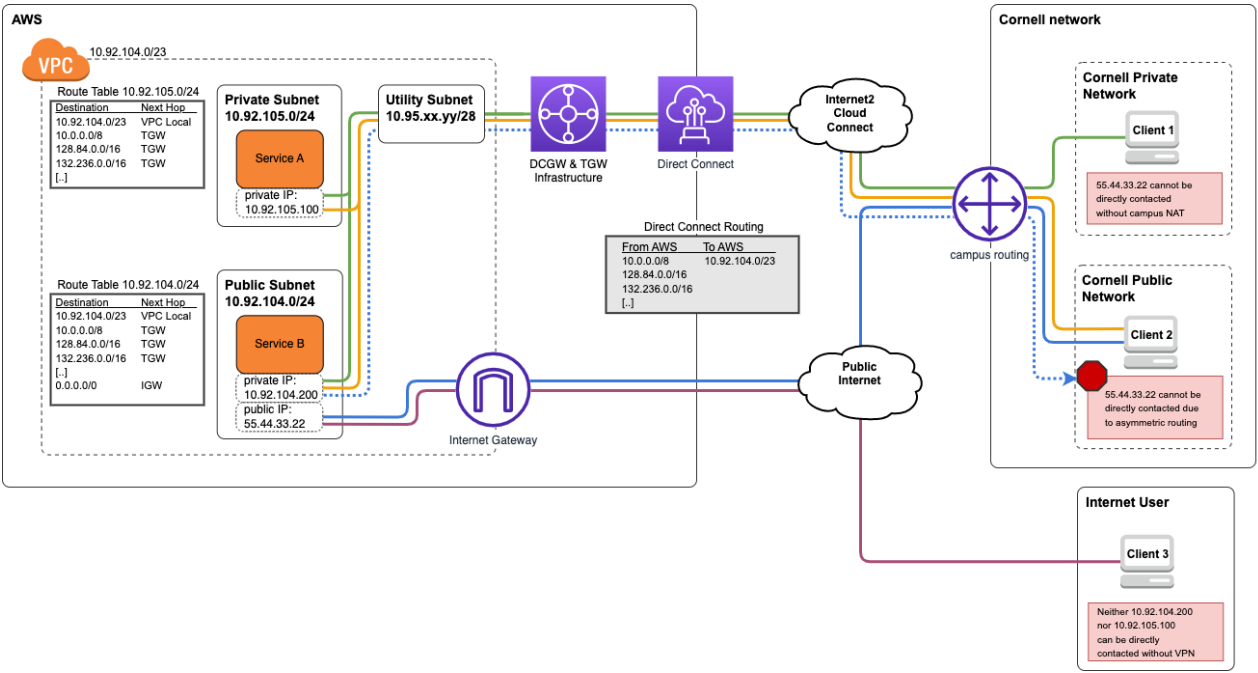 AWS
VPC
10.92.104.0/23
Route Table 10.92.105.0/24
Destination Next Hop
10.92.104.0/23 VPC Local
10.0.0.0/8 TGW
128.84.0.0/16 TGW
132.236.0.0/16 TGW
[..]
Private Subnet
10.92.105.0/24
Service A
private IP:
10.92.105.100
Utility Subnet
10.95.xx.yy/28
DCGW & TGW
Infrastructure
Direct Connect
Internet2
Cloud
Connect
Direct Connect Routing
From AWS To AWS
10.0.0.0/8 10.92.104.0/23
128.84.0.0/16
132.236.0.0/16
[..]
Route Table 10.92.104.0/24
Destination Next Hop
10.92.104.0/23 VPC Local
10.0.0.0/8 TGW
128.84.0.0/16 TGW
132.236.0.0/16 TGW
[..]
0.0.0.0/0 IGW
Public Subnet
10.92.104.0/24
Service B
private IP:
10.92.104.200
public IP:
55.44.33.22
Internet Gateway
Public
Internet
campus routing
Cornell network
Cornell Private
Network
Client 1
55.44.33.22 cannot be
directly contacted
without campus NAT
Cornell Public
Network
Client 2
55.44.33.22 cannot be
directly contacted due
to asymmetric routing
Internet User
Client 3
Neither 10.92.104.200
nor 10.92.105.100
can be directly
contacted without VPN